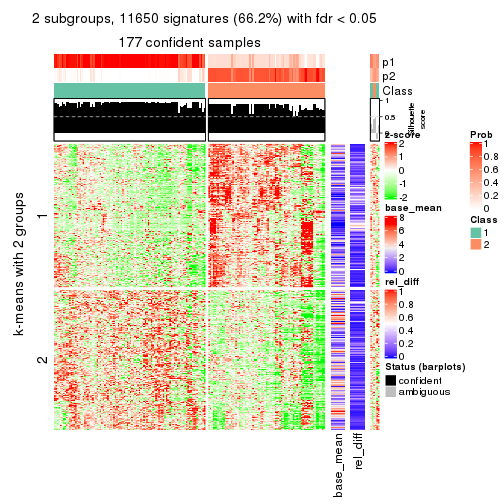 2 subgroups, 11650 signatures (66.2%) with fdr < 0.05
177 confident samples
p1
p2
Class
1
0.5
0
Silhouette
score
k-means with 2 groups
1
2
base_mean
rel_diff
z-score
2
1
0
-1
-2
base_mean
8
6
4
2
0
rel_diff
1
0.8
0.6
0.4
0.2
0
Status (barplots)
confident
ambiguous
Prob
1
0.8
0.6
0.4
0.2
0
Class
1
2